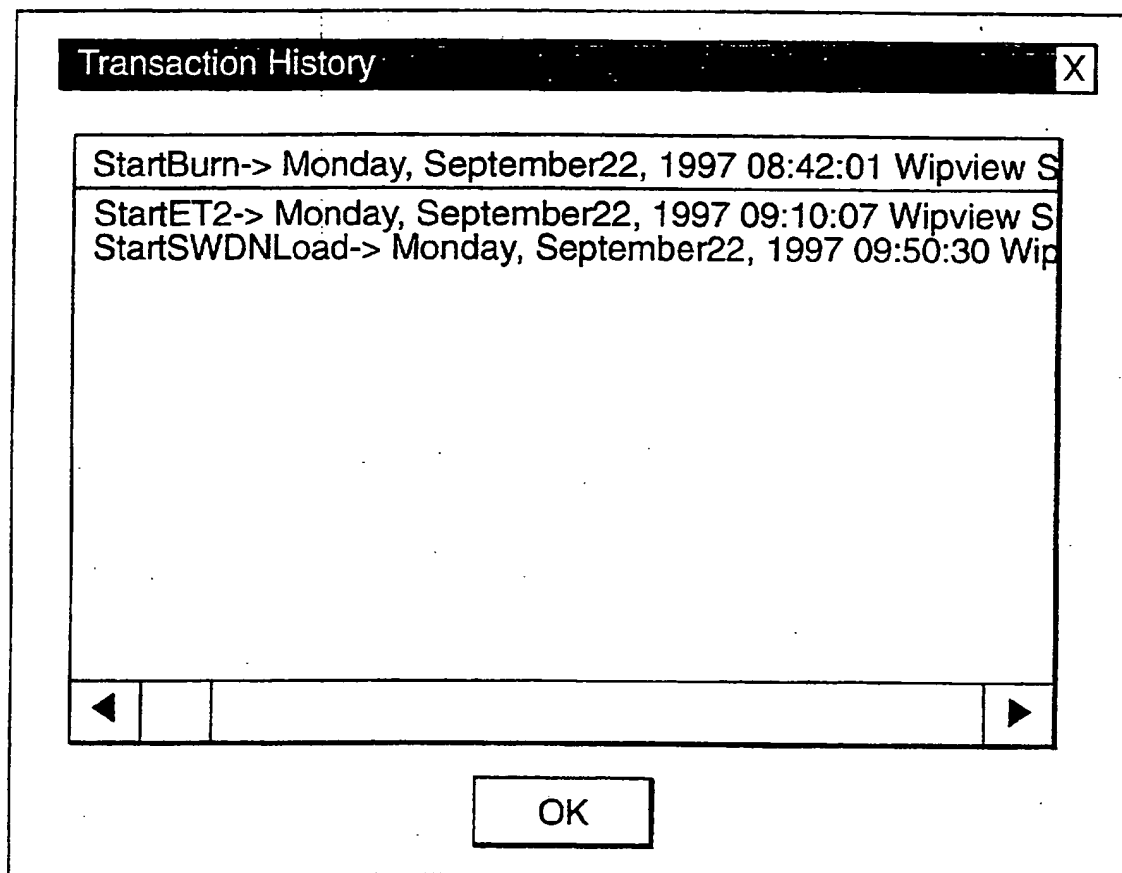 Transaction History X
StartBurn-> Monday, September22, 1997 08:42:01 Wipview S
StartET2-> Monday, September22, 1997 09:10:07 Wipview S
StartSWDNLoad-> Monday, September22, 1997 09:50:30 Wip
OK